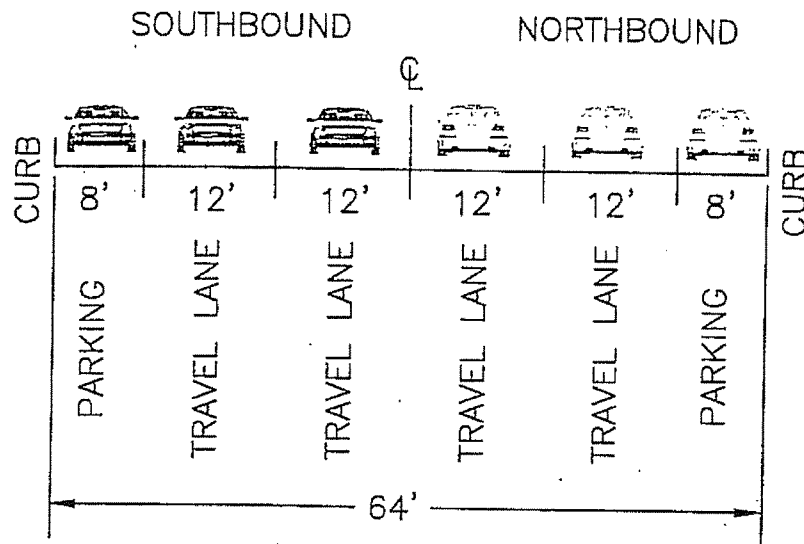 SOUTHBOUND NORTHBOUND
℄
CURB 8' 12' 12' 12' 12' 8' CURB
PARKING TRAVEL LANE TRAVEL LANE TRAVEL LANE TRAVEL LANE PARKING
64'